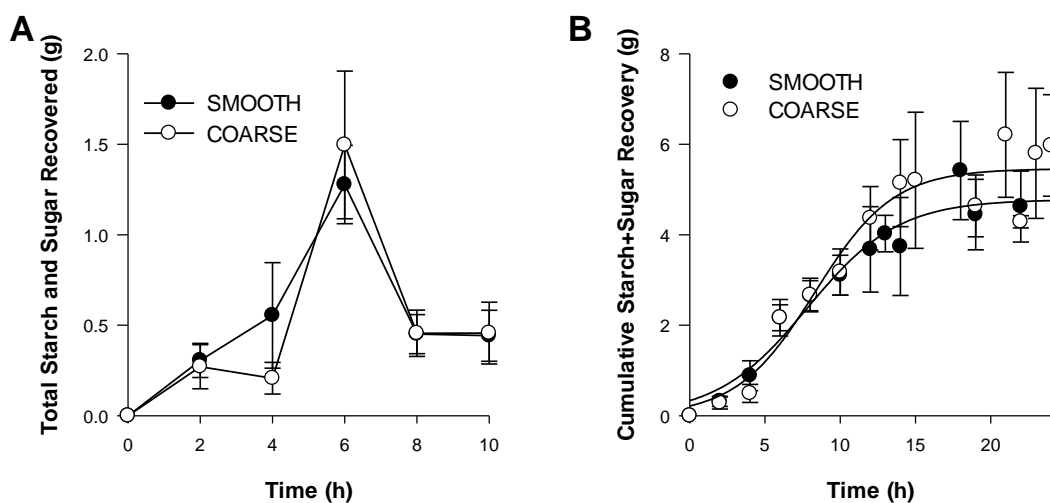 A
Total Starch and Sugar Recovered (g)
2.0
1.5
1.0
0.5
0.0
SMOOTH
COARSE
0 2 4 6 8 10
Time (h)
B
Cumulative Starch+Sugar Recovery (g)
8
6
4
2
0
SMOOTH
COARSE
0 5 10 15 20
Time (h)